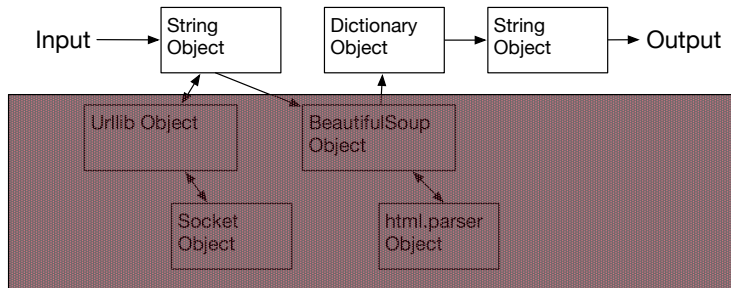 Input
String
Object
Dictionary
Object
String
Object
Output
Urllib Object
BeautifulSoup
Object
Socket
Object
html.parser
Object